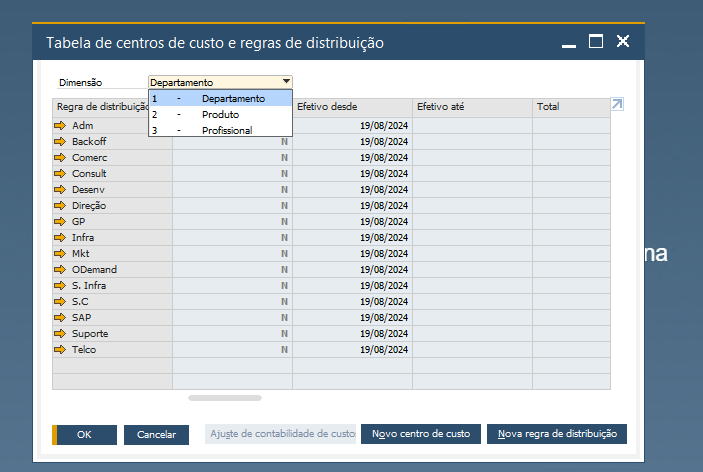 Tabela de centros de custo e regras de distribuição
Dimensão Departamento
1 - Departamento
2 - Produto
3 - Profissional
Regra de distribuição Efetivo desde Efetivo até Total
Adm 19/08/2024
Backoff N 19/08/2024
Comerc N 19/08/2024
Consult N 19/08/2024
Desenv N 19/08/2024
Direção N 19/08/2024
GP N 19/08/2024
Infra N 19/08/2024
Mkt N 19/08/2024
ODemand N 19/08/2024
S. Infra N 19/08/2024
S.C N 19/08/2024
SAP N 19/08/2024
Suporte N 19/08/2024
Telco N 19/08/2024
na
OK Cancelar Ajuste de contabilidade de custo Novo centro de custo Nova regra de distribuição